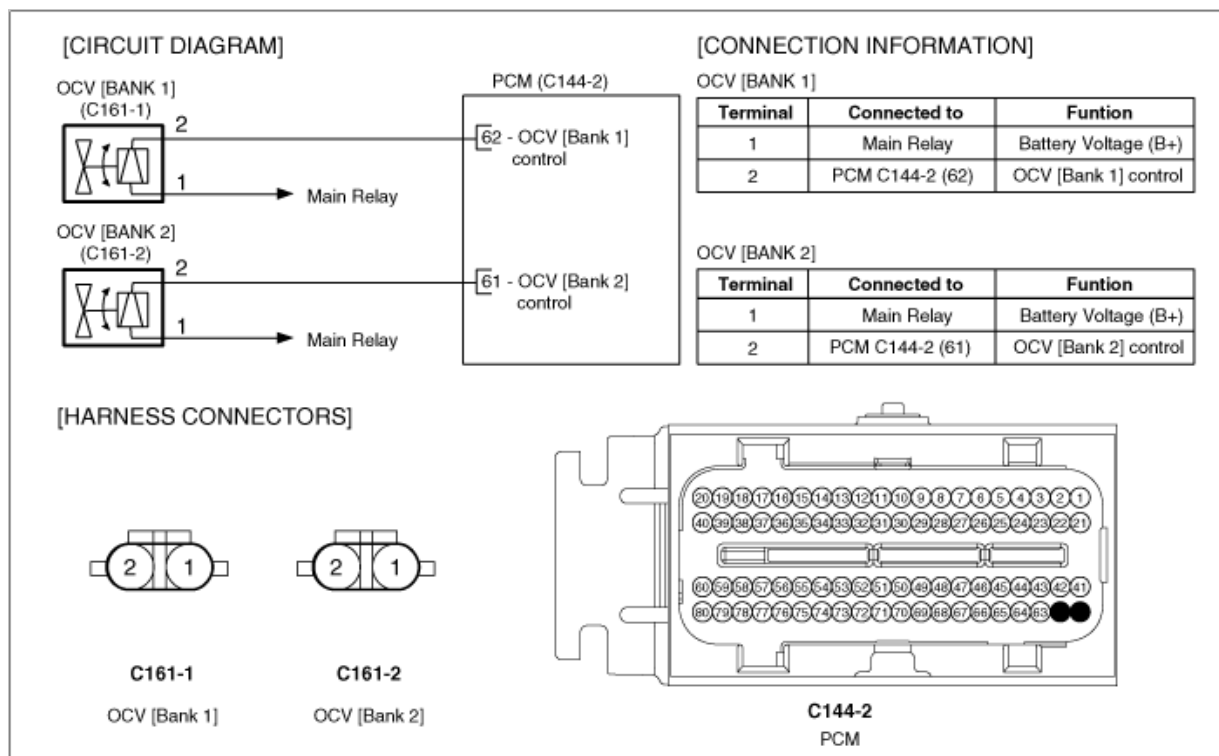 [CIRCUIT DIAGRAM]
OCV [BANK 1]
(C161-1)
2
1
Main Relay
PCM (C144-2)
62 - OCV [Bank 1]
control
OCV [BANK 2]
(C161-2)
2
1
Main Relay
61 - OCV [Bank 2]
control
[CONNECTION INFORMATION]
OCV [BANK 1]
Terminal Connected to Funtion
1 Main Relay Battery Voltage (B+)
2 PCM C144-2 (62) OCV [Bank 1] control
OCV [BANK 2]
Terminal Connected to Funtion
1 Main Relay Battery Voltage (B+)
2 PCM C144-2 (61) OCV [Bank 2] control
[HARNESS CONNECTORS]
2 1
C161-1
OCV [Bank 1]
2 1
C161-2
OCV [Bank 2]
20 19 18 17 16 15 14 13 12 11 10 9 8 7 6 5 4 3 2 1
40 39 38 37 36 35 34 33 32 31 30 29 28 27 26 25 24 23 22 21
60 59 58 57 56 55 54 53 52 51 50 49 48 47 46 45 44 43 42 41
80 79 78 77 76 75 74 73 72 71 70 69 68 67 66 65 64 63
C144-2
PCM